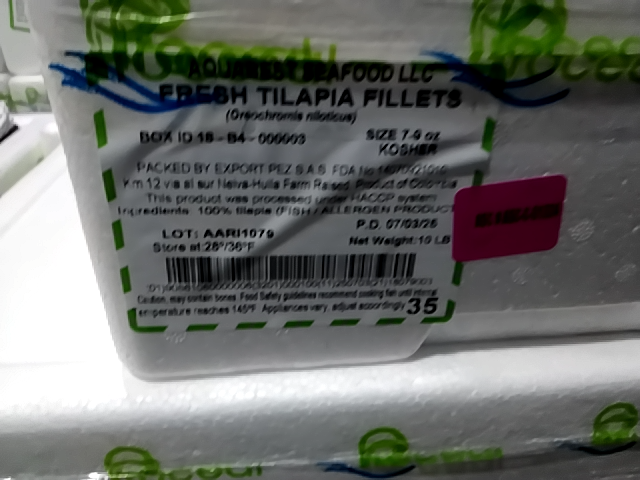 AQUABEST SEAFOOD LLC
FRESH TILAPIA FILLETS
(Oreochromis niloticus)
BOX ID 18 - B4 - 000003
SIZE 7-9 oz
KOSHER
PACKED BY EXPORT PEZ S.A.S. FDA No
Km 12 via al sur Neiva-Huila Farm Raised. Product of Colombia
This product was processed under HACCP system
Ingredients: 100% tilapia (FISH / ALLERGEN PRODUCT
LOT: AARI1079
P.D. 07/03/25
Store at 28°/36°F
Net Weight: 10 LB
Caution, may contain bones. Food Safety guidelines recommend cooking fish until internal
temperature reaches 145°F. Appliances vary, adjust accordingly
35